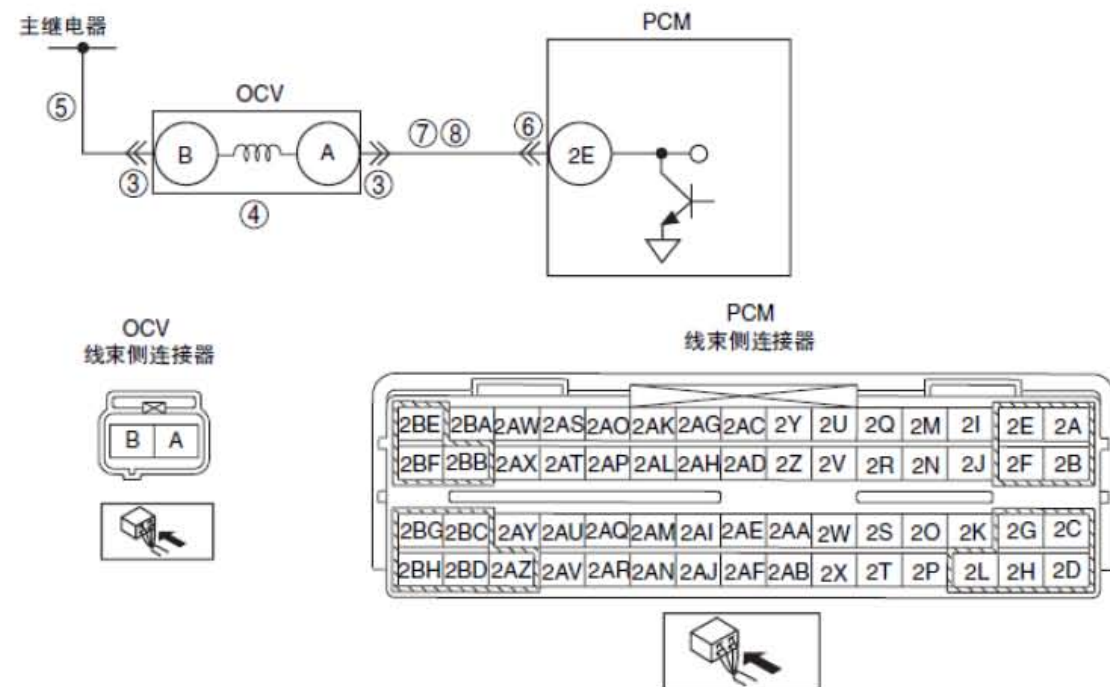 主继电器
PCM
OCV
⑤
⑦⑧
⑥
B
A
2E
③
③
④
OCV
线束侧连接器
PCM
线束侧连接器
B A
2BE 2BA 2AW 2AS 2AO 2AK 2AG 2AC 2Y 2U 2Q 2M 2I 2E 2A
2BF 2BB 2AX 2AT 2AP 2AL 2AH 2AD 2Z 2V 2R 2N 2J 2F 2B
2BG 2BC 2AY 2AU 2AQ 2AM 2AI 2AE 2AA 2W 2S 2O 2K 2G 2C
2BH 2BD 2AZ 2AV 2AR 2AN 2AJ 2AF 2AB 2X 2T 2P 2L 2H 2D